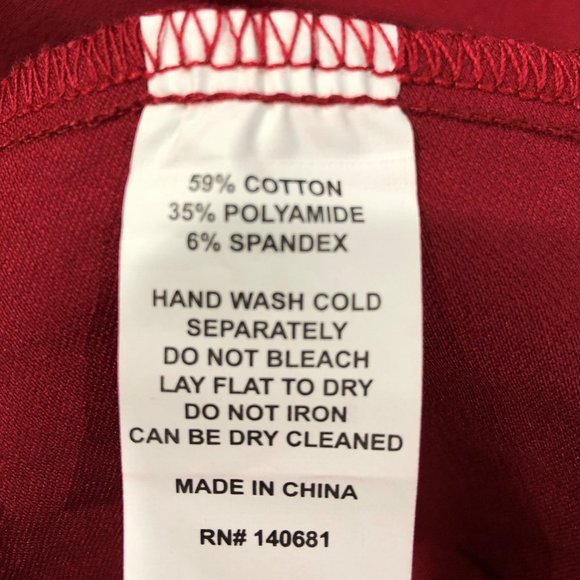 59% COTTON
35% POLYAMIDE
6% SPANDEX
HAND WASH COLD
SEPARATELY
DO NOT BLEACH
LAY FLAT TO DRY
DO NOT IRON
CAN BE DRY CLEANED
MADE IN CHINA
RN# 140681